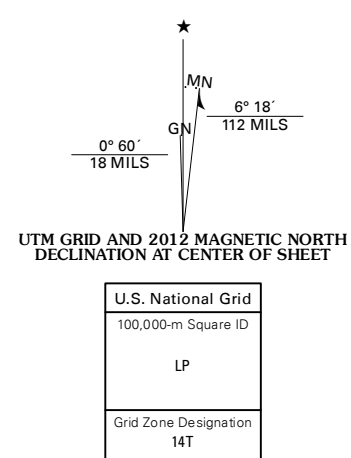 ★
MN
GN
6° 18´
112 MILS
0° 60´
18 MILS
UTM GRID AND 2012 MAGNETIC NORTH
DECLINATION AT CENTER OF SHEET
U.S. National Grid
100,000-m Square ID
LP
Grid Zone Designation
14T